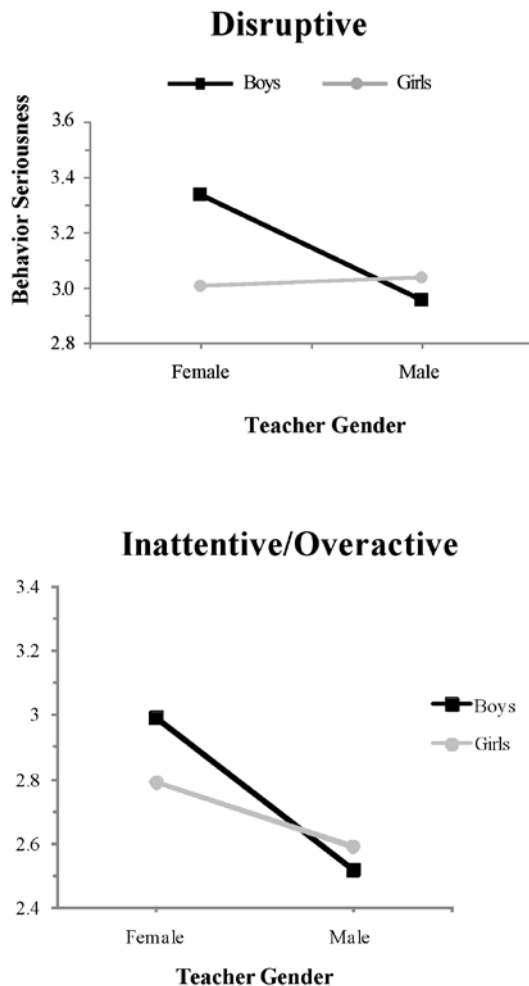 Disruptive
Boys Girls
Behavior Seriousness
3.6
3.4
3.2
3.0
2.8
Female Male
Teacher Gender
Inattentive/Overactive
3.4
3.2
3
2.8
2.6
2.4
Boys
Girls
Female Male
Teacher Gender